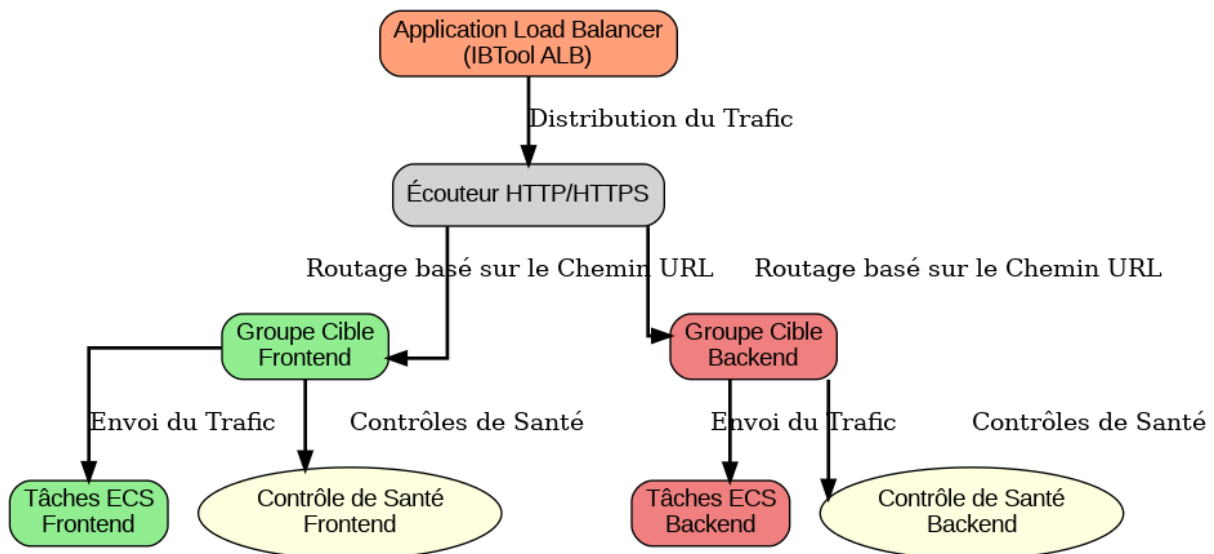 Application Load Balancer
(IBTool ALB)
Distribution du Trafic
Écouteur HTTP/HTTPS
Routage basé sur le Chemin URL
Routage basé sur le Chemin URL
Groupe Cible
Frontend
Groupe Cible
Backend
Envoi du Trafic
Contrôles de Santé
Envoi du Trafic
Contrôles de Santé
Tâches ECS
Frontend
Contrôle de Santé
Frontend
Tâches ECS
Backend
Contrôle de Santé
Backend